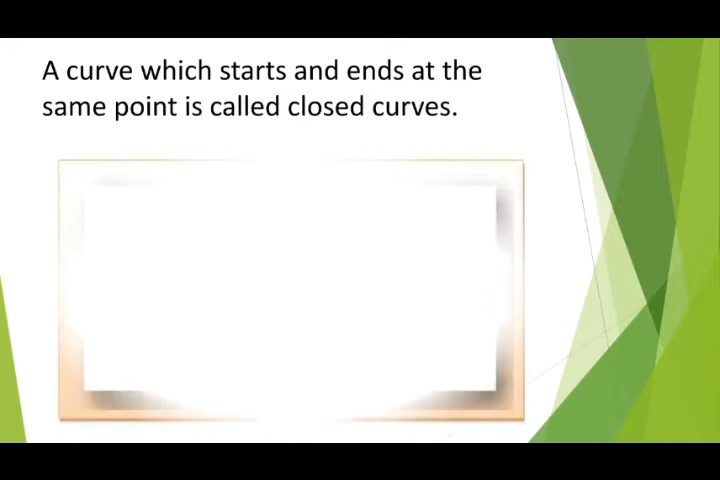 A curve which starts and ends at the
same point is called closed curves.